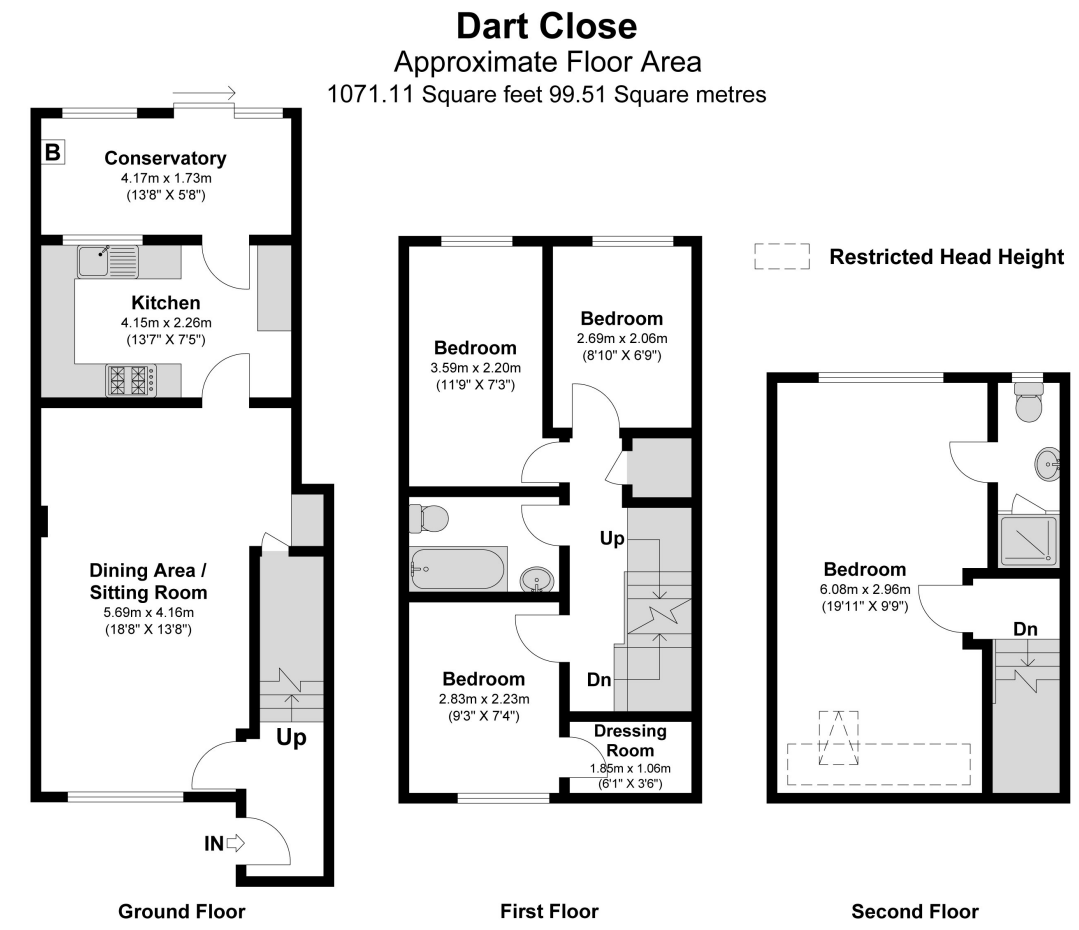 Dart Close
Approximate Floor Area
1071.11 Square feet 99.51 Square metres
B
Conservatory
4.17m x 1.73m
(13'8" X 5'8")
Kitchen
4.15m x 2.26m
(13'7" X 7'5")
Dining Area /
Sitting Room
5.69m x 4.16m
(18'8" X 13'8")
Up
IN
Ground Floor
Bedroom
3.59m x 2.20m
(11'9" X 7'3")
Bedroom
2.69m x 2.06m
(8'10" X 6'9")
Up
Dn
Bedroom
2.83m x 2.23m
(9'3" X 7'4")
Dressing
Room
1.85m x 1.06m
(6'1" X 3'6")
First Floor
Restricted Head Height
Bedroom
6.08m x 2.96m
(19'11" X 9'9")
Dn
Second Floor